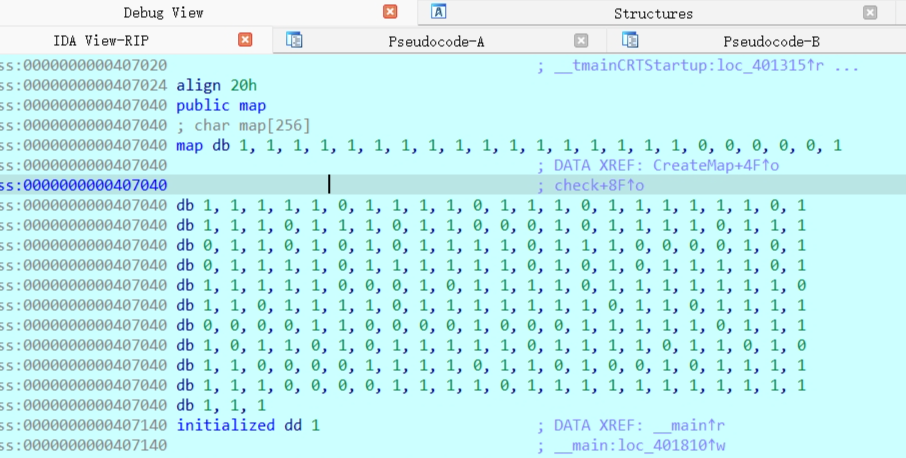 Debug View
Structures
IDA View-RIP
Pseudocode-A
Pseudocode-B
ss:0000000000407020 ; __tmainCRTStartup:loc_401315↑r ...
ss:0000000000407024 align 20h
ss:0000000000407040 public map
ss:0000000000407040 ; char map[256]
ss:0000000000407040 map db 1, 1, 1, 1, 1, 1, 1, 1, 1, 1, 1, 1, 1, 1, 1, 1, 1, 0, 0, 0, 0, 0, 1
ss:0000000000407040 ; DATA XREF: CreateMap+4F↑o
ss:0000000000407040 ; check+8F↑o
ss:0000000000407040 db 1, 1, 1, 1, 1, 0, 1, 1, 1, 1, 0, 1, 1, 1, 0, 1, 1, 1, 1, 1, 1, 0, 1
ss:0000000000407040 db 1, 1, 1, 0, 1, 1, 1, 0, 1, 1, 0, 0, 0, 1, 0, 1, 1, 1, 1, 0, 1, 1, 1
ss:0000000000407040 db 0, 1, 1, 0, 1, 0, 1, 0, 1, 1, 1, 1, 0, 1, 1, 1, 0, 0, 0, 0, 1, 0, 1
ss:0000000000407040 db 0, 1, 1, 1, 1, 0, 1, 1, 1, 1, 1, 1, 0, 1, 0, 1, 0, 1, 1, 1, 1, 0, 1
ss:0000000000407040 db 1, 1, 1, 1, 1, 0, 0, 0, 1, 0, 1, 1, 1, 1, 0, 1, 1, 1, 1, 1, 1, 1, 0
ss:0000000000407040 db 1, 1, 0, 1, 1, 1, 1, 0, 1, 1, 1, 1, 1, 1, 1, 0, 1, 1, 0, 1, 1, 1, 1
ss:0000000000407040 db 0, 0, 0, 0, 1, 1, 0, 0, 0, 0, 1, 0, 0, 0, 1, 1, 1, 1, 0, 1, 1, 1, 1
ss:0000000000407040 db 1, 0, 1, 1, 0, 1, 0, 1, 1, 1, 1, 1, 0, 1, 1, 1, 1, 0, 1, 1, 0, 1, 0
ss:0000000000407040 db 1, 1, 0, 0, 0, 0, 1, 1, 1, 1, 0, 1, 1, 0, 1, 0, 0, 1, 0, 1, 1, 1, 1
ss:0000000000407040 db 1, 1, 1, 0, 0, 0, 0, 1, 1, 1, 1, 0, 1, 1, 1, 1, 1, 1, 1, 1, 1, 1, 1
ss:0000000000407040 db 1, 1, 1
ss:0000000000407140 initialized dd 1 ; DATA XREF: __main↑r
ss:0000000000407140 ; __main:loc_401810↑w